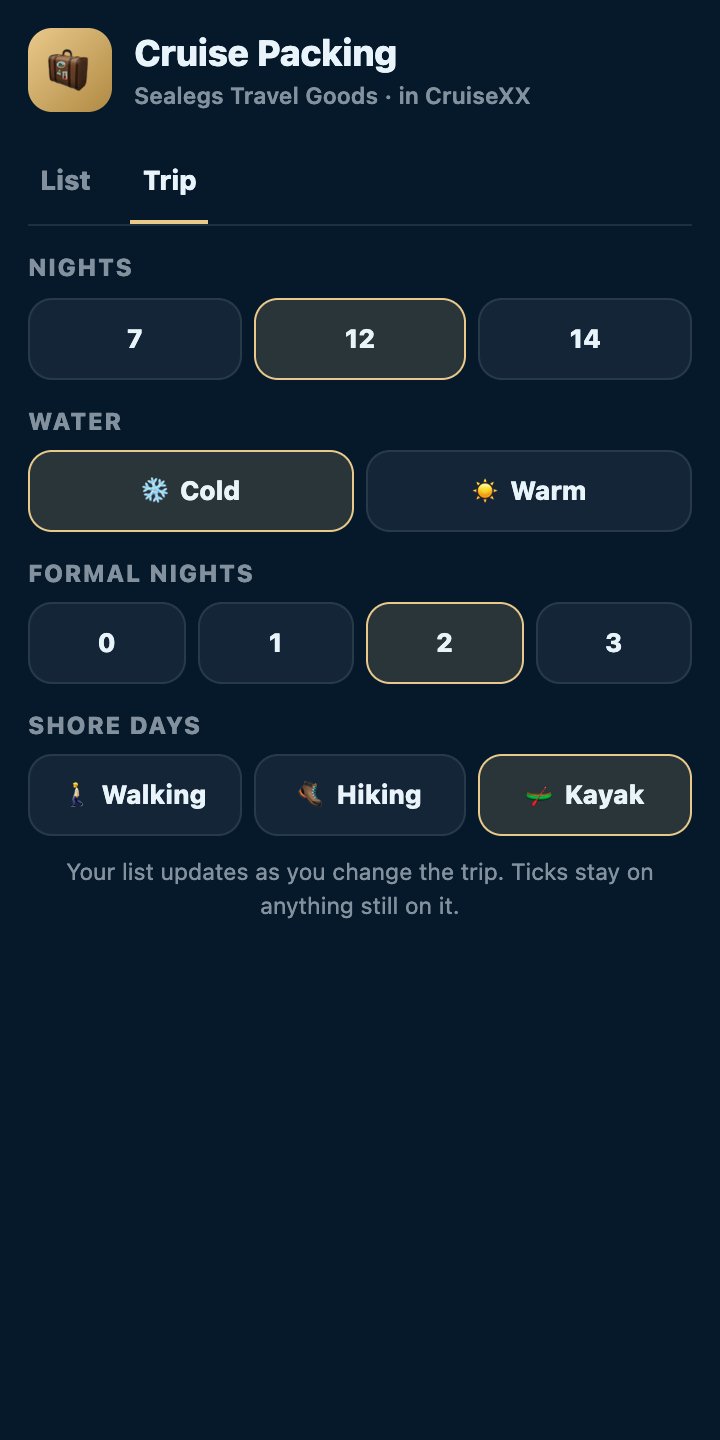 Cruise Packing
Sealegs Travel Goods · in CruiseXX
List Trip
NIGHTS
7 12 14
WATER
Cold Warm
FORMAL NIGHTS
0 1 2 3
SHORE DAYS
Walking Hiking Kayak
Your list updates as you change the trip. Ticks stay on
anything still on it.